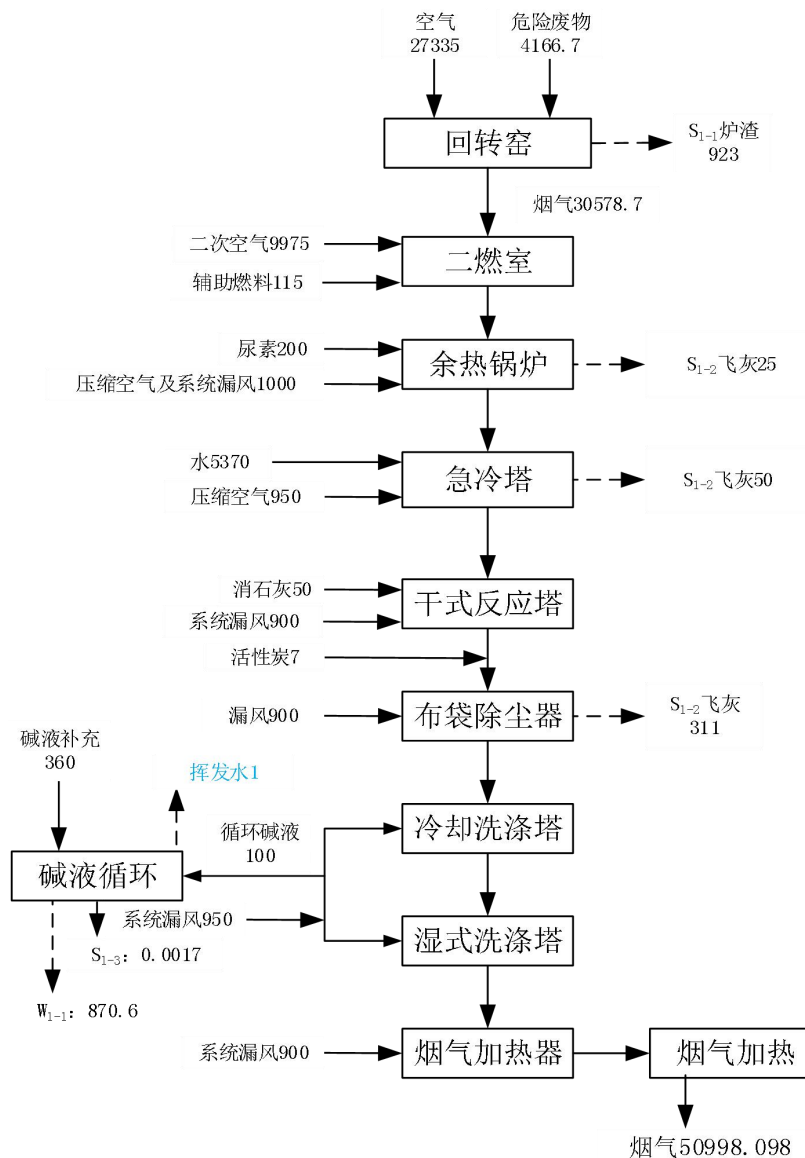 空气
27335
危险废物
4166.7
回转窑
S₁₋₁炉渣
923
烟气30578.7
二次空气9975
辅助燃料115
二燃室
尿素200
压缩空气及系统漏风1000
余热锅炉
S₁₋₂飞灰25
水5370
压缩空气950
急冷塔
S₁₋₂飞灰50
消石灰50
系统漏风900
干式反应塔
活性炭7
漏风900
布袋除尘器
S₁₋₂飞灰
311
碱液补充
360
挥发水1
循环碱液
100
冷却洗涤塔
碱液循环
系统漏风950
湿式洗涤塔
S₁₋₃：0.0017
W₁₋₁：870.6
系统漏风900
烟气加热器
烟气加热
烟气50998.098